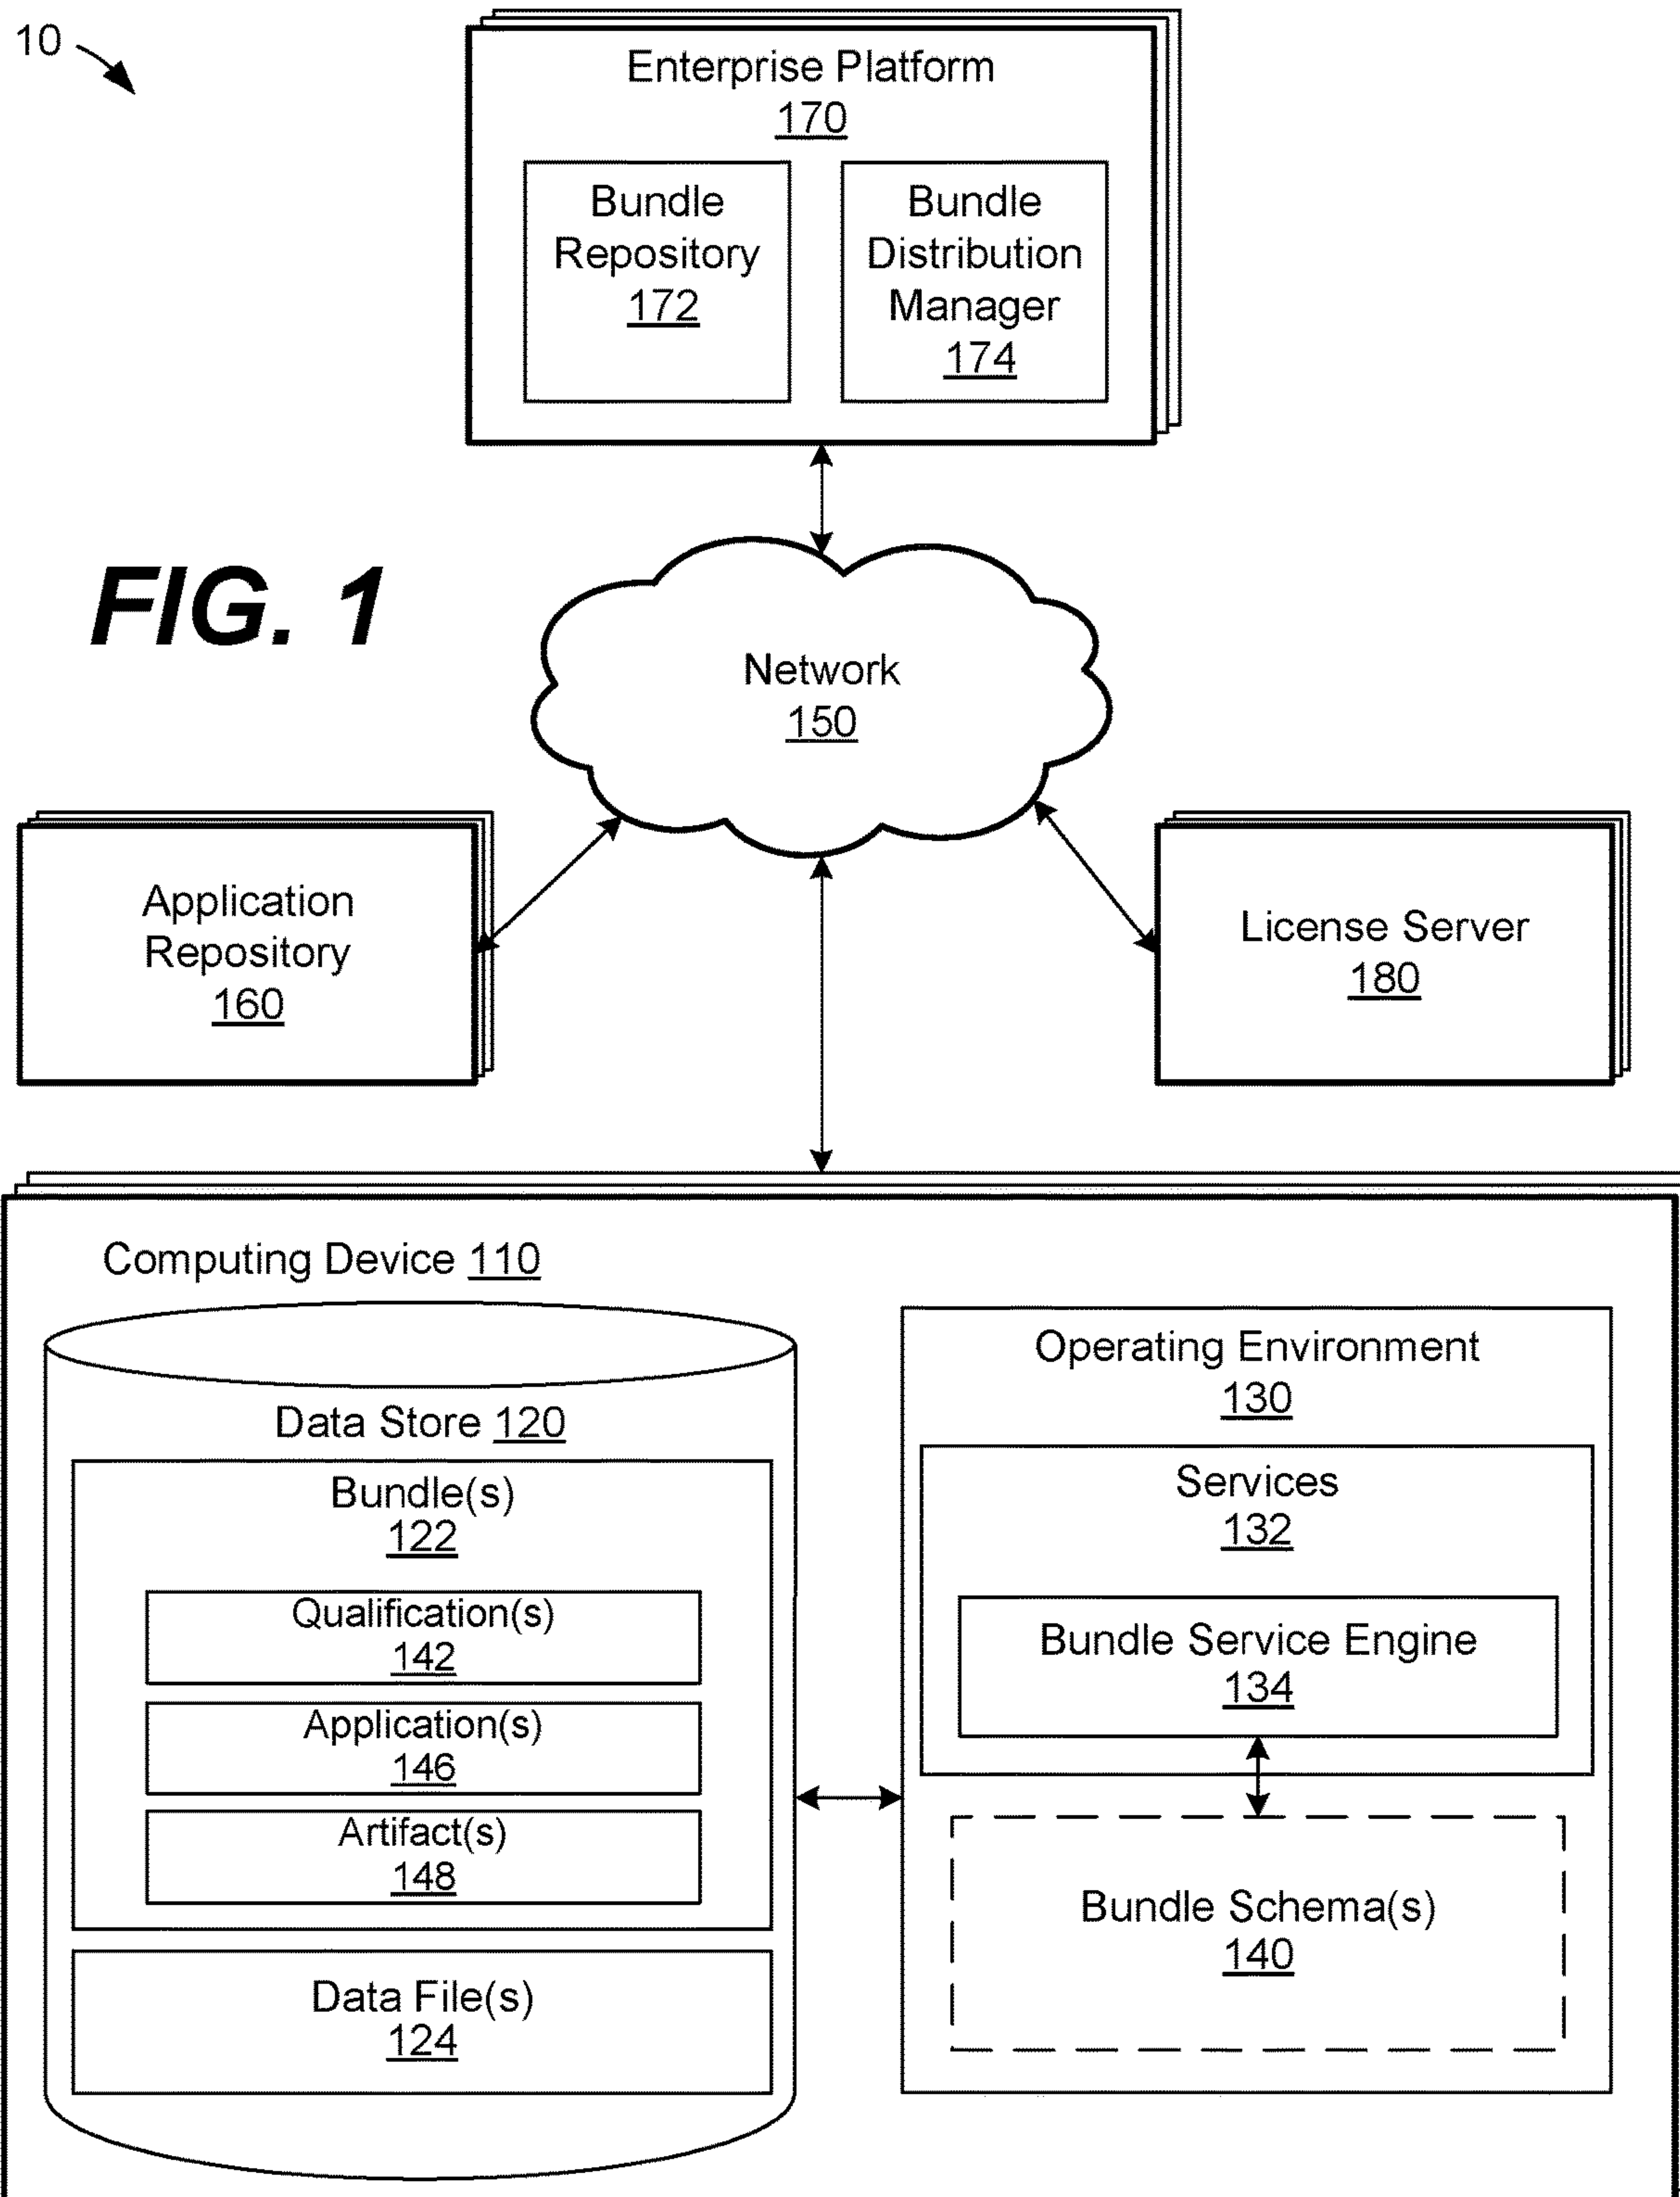 10
Enterprise Platform
170
Bundle
Repository
172
Bundle
Distribution
Manager
174
FIG. 1
Network
150
Application
Repository
160
License Server
180
Computing Device 110
Data Store 120
Bundle(s)
122
Qualification(s)
142
Application(s)
146
Artifact(s)
148
Data File(s)
124
Operating Environment
130
Services
132
Bundle Service Engine
134
Bundle Schema(s)
140